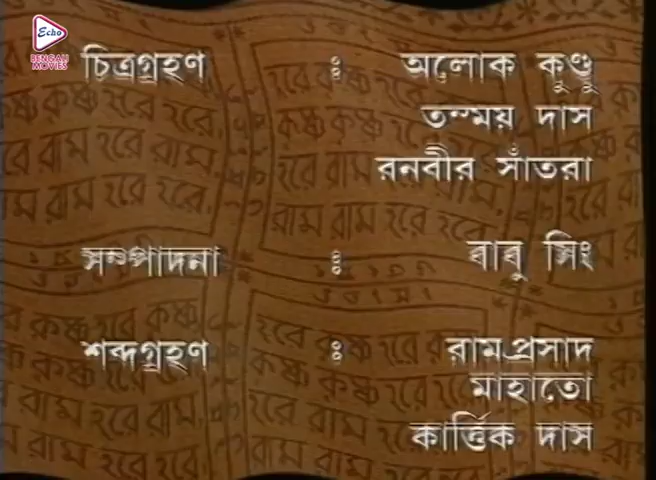 Echo
BENGALI
MOVIES
চিত্রগ্রহণ : অলোক কুণ্ডু
তন্ময় দাস
রনবীর সাঁতরা
সম্পাদনা : বাবু সিং
শব্দগ্রহণ : রামপ্রসাদ
মাহাতো
কার্ত্তিক দাস